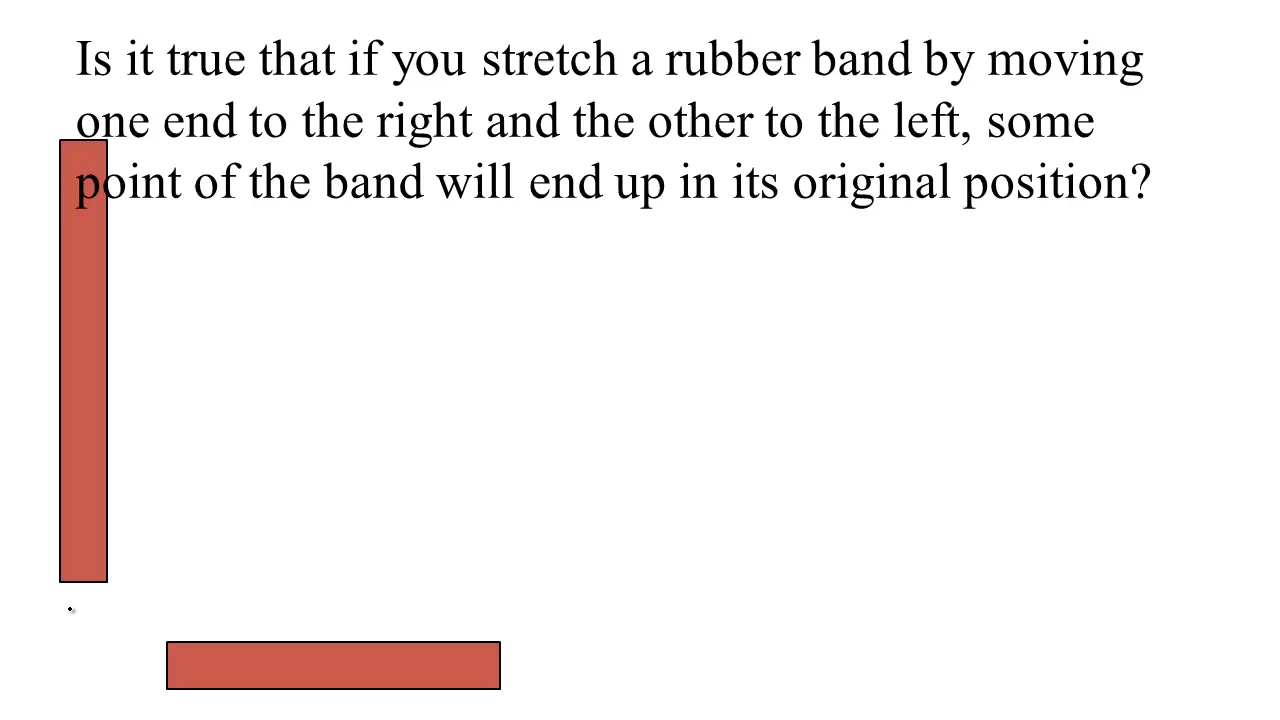 Is it true that if you stretch a rubber band by moving
one end to the right and the other to the left, some
point of the band will end up in its original position?